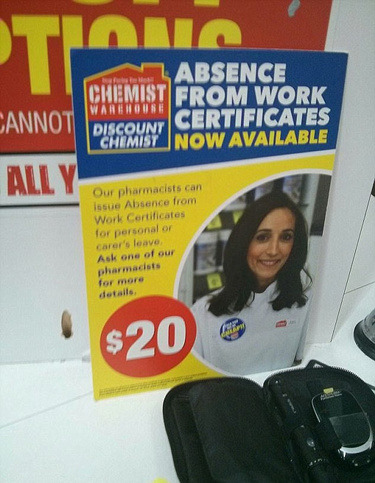 PTIONS
CANNOT
ALL Y
CHEMIST
WAREHOUSE
DISCOUNT
CHEMIST
ABSENCE
FROM WORK
CERTIFICATES
NOW AVAILABLE
Our pharmacists can
issue Absence from
Work Certificates
for personal or
carer's leave.
Ask one of our
pharmacists
for more
details.
$20